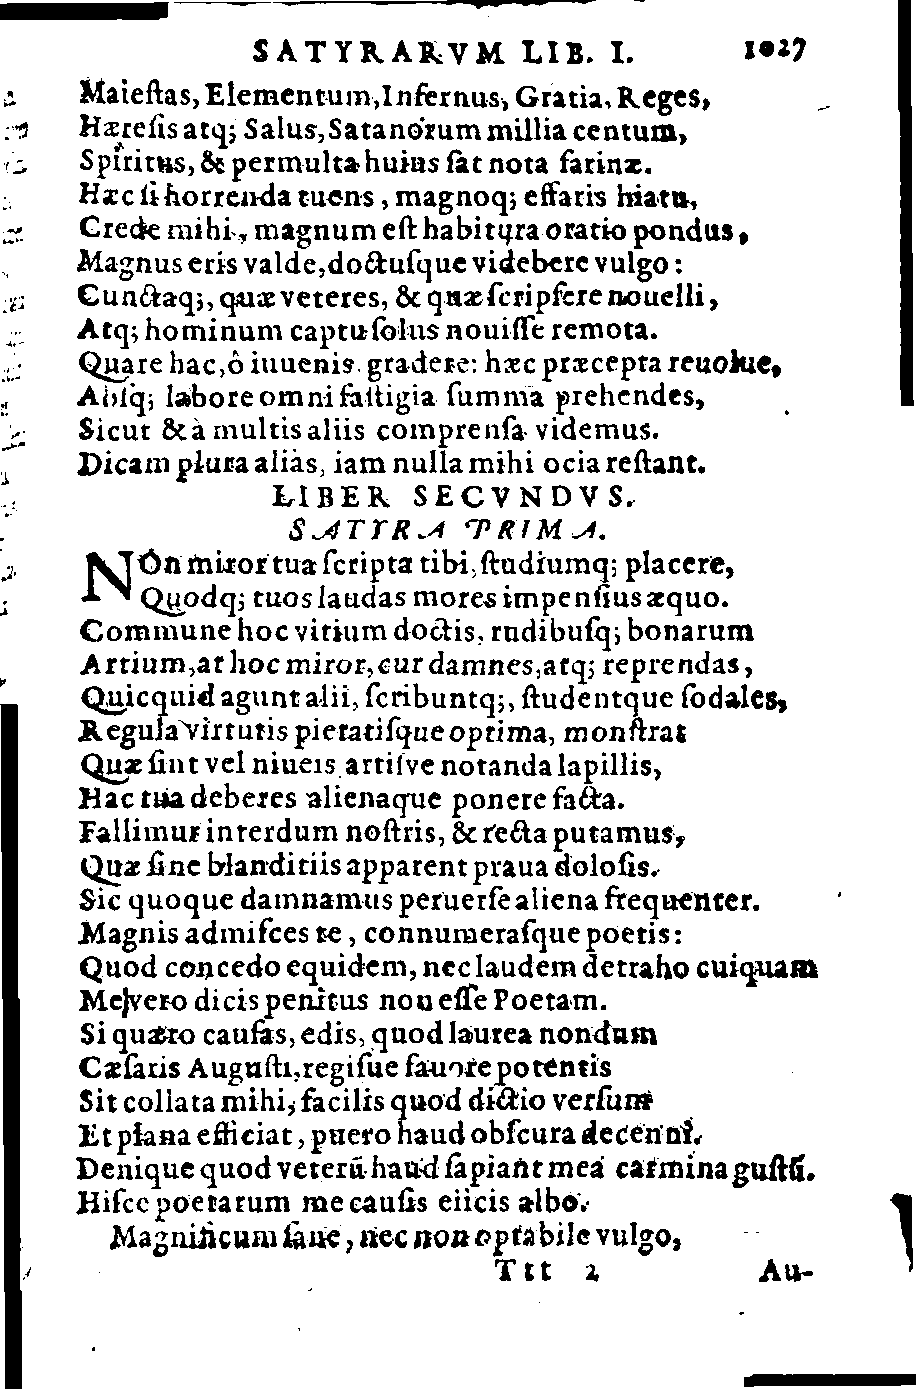 SATYRARVM LIB. I. 1027
Maieſtas, Elementum, Infernus, Gratia, Reges,
Hæreſis atq; Salus, Satanorum millia centum,
Spiritus, & permulta huius ſat nota farinæ.
Hæc ſi horrenda tuens, magnoq; effaris hiatu,
Crede mihi, magnum eſt habitura oratio pondus,
Magnus eris valde, doctuſque videbere vulgo:
Cunctaq;, quæ veteres, & quæ ſcripſere nouelli,
Atq; hominum captu ſolus nouiſſe remota.
Quare hac, ô iuuenis gradere: hæc præcepta reuolue,
Abſq; labore omni faſtigia ſumma prehendes,
Sicut & à multis aliis comprenſa videmus.
Dicam plura aliàs, iam nulla mihi ocia reſtant.
LIBER SECVNDVS.
SATYRA PRIMA.
NOn miror tua ſcripta tibi, ſtudiumq; placere,
Quodq; tuos laudas mores impenſius æquo.
Commune hoc vitium doctis, rudibuſq; bonarum
Artium, at hoc miror, cur damnes, atq; reprendas,
Quicquid agunt alii, ſcribuntq;, ſtudentque ſodales,
Regula virtutis pietatiſque optima, monſtrat
Quæ ſint vel niueis artiſve notanda lapillis,
Hac tua deberes alienaque ponere facta.
Fallimur interdum noſtris, & recta putamus,
Quæ ſine blanditiis apparent praua doloſis.
Sic quoque damnamus peruerſe aliena frequenter.
Magnis admiſces te, connumeraſque poetis:
Quod concedo equidem, nec laudem detraho cuiquam
Me vero dicis penitus nou eſſe Poetam.
Si quæro cauſas, edis, quod laurea nondum
Cæſaris Auguſti, regiſue fauore potentis
Sit collata mihi, facilis quod dictio verſum
Et plana efficiat, puero haud obſcura decenni.
Denique quod veterū haud ſapiant mea carmina guſtū.
Hiſce poetarum me cauſis eiicis albo.
Magnificum ſane, nec non optabile vulgo,
Ttt 2 Au-